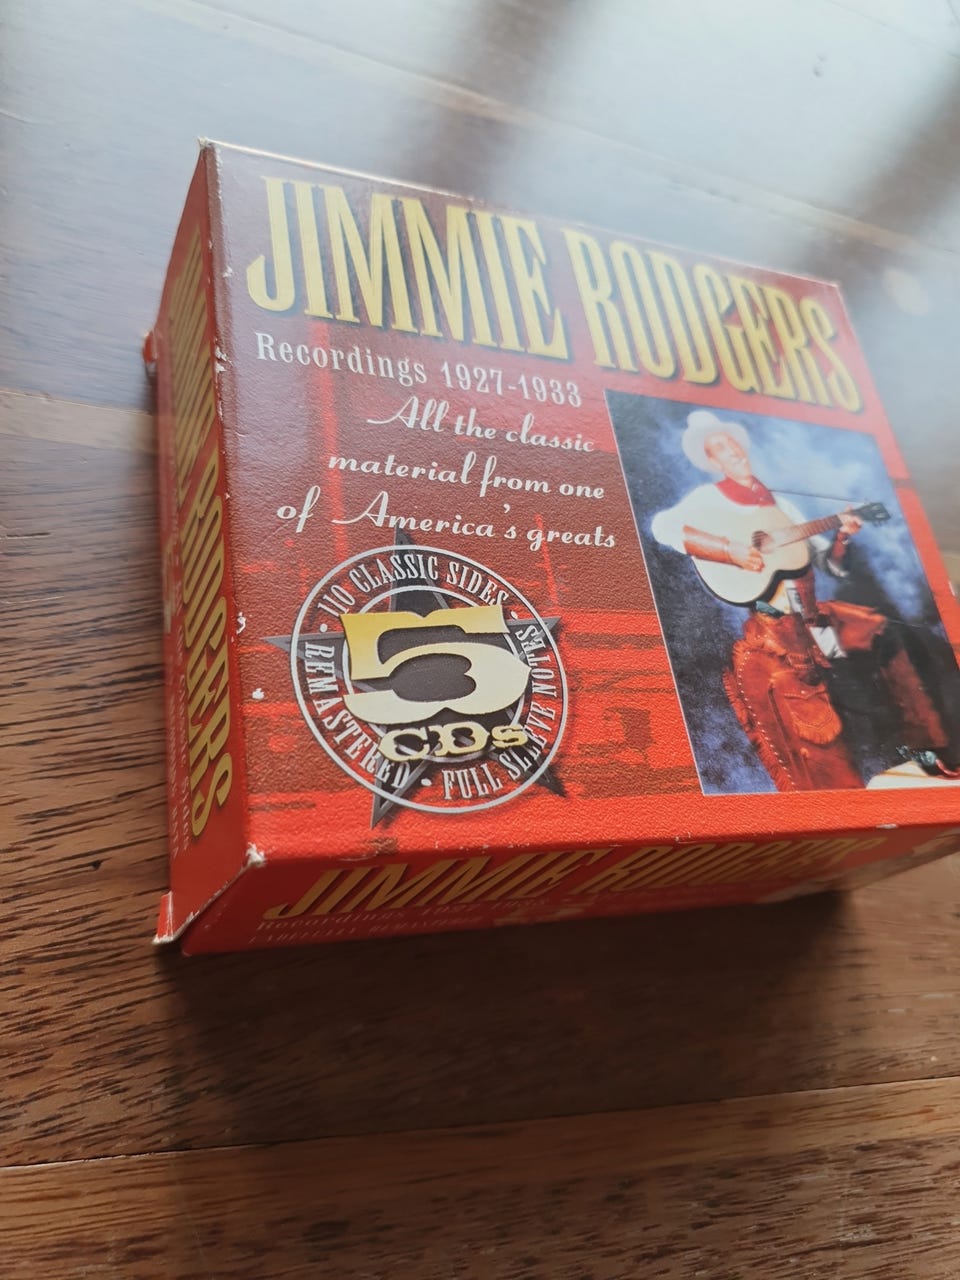 JIMMIE RODGERS
Recordings 1927-1933
All the classic
material from one
of America's greats
• 110 CLASSIC SIDES •
REMASTERED • FULL SLEEVE NOTES
5
CDs
JIMMIE RODGERS
JIMMIE RODGERS
Recordings